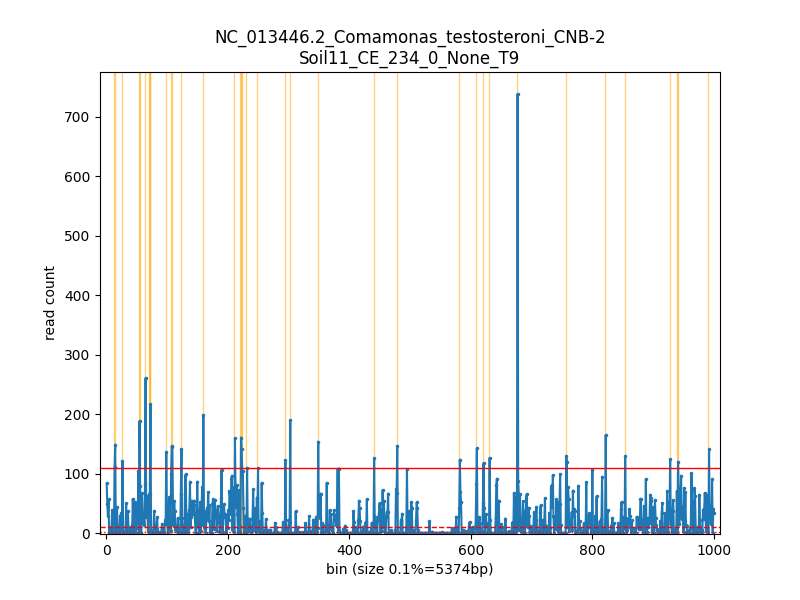 NC_013446.2_Comamonas_testosteroni_CNB-2
Soil11_CE_234_0_None_T9
700
600
500
400
300
200
100
0
read count
0 200 400 600 800 1000
bin (size 0.1%=5374bp)